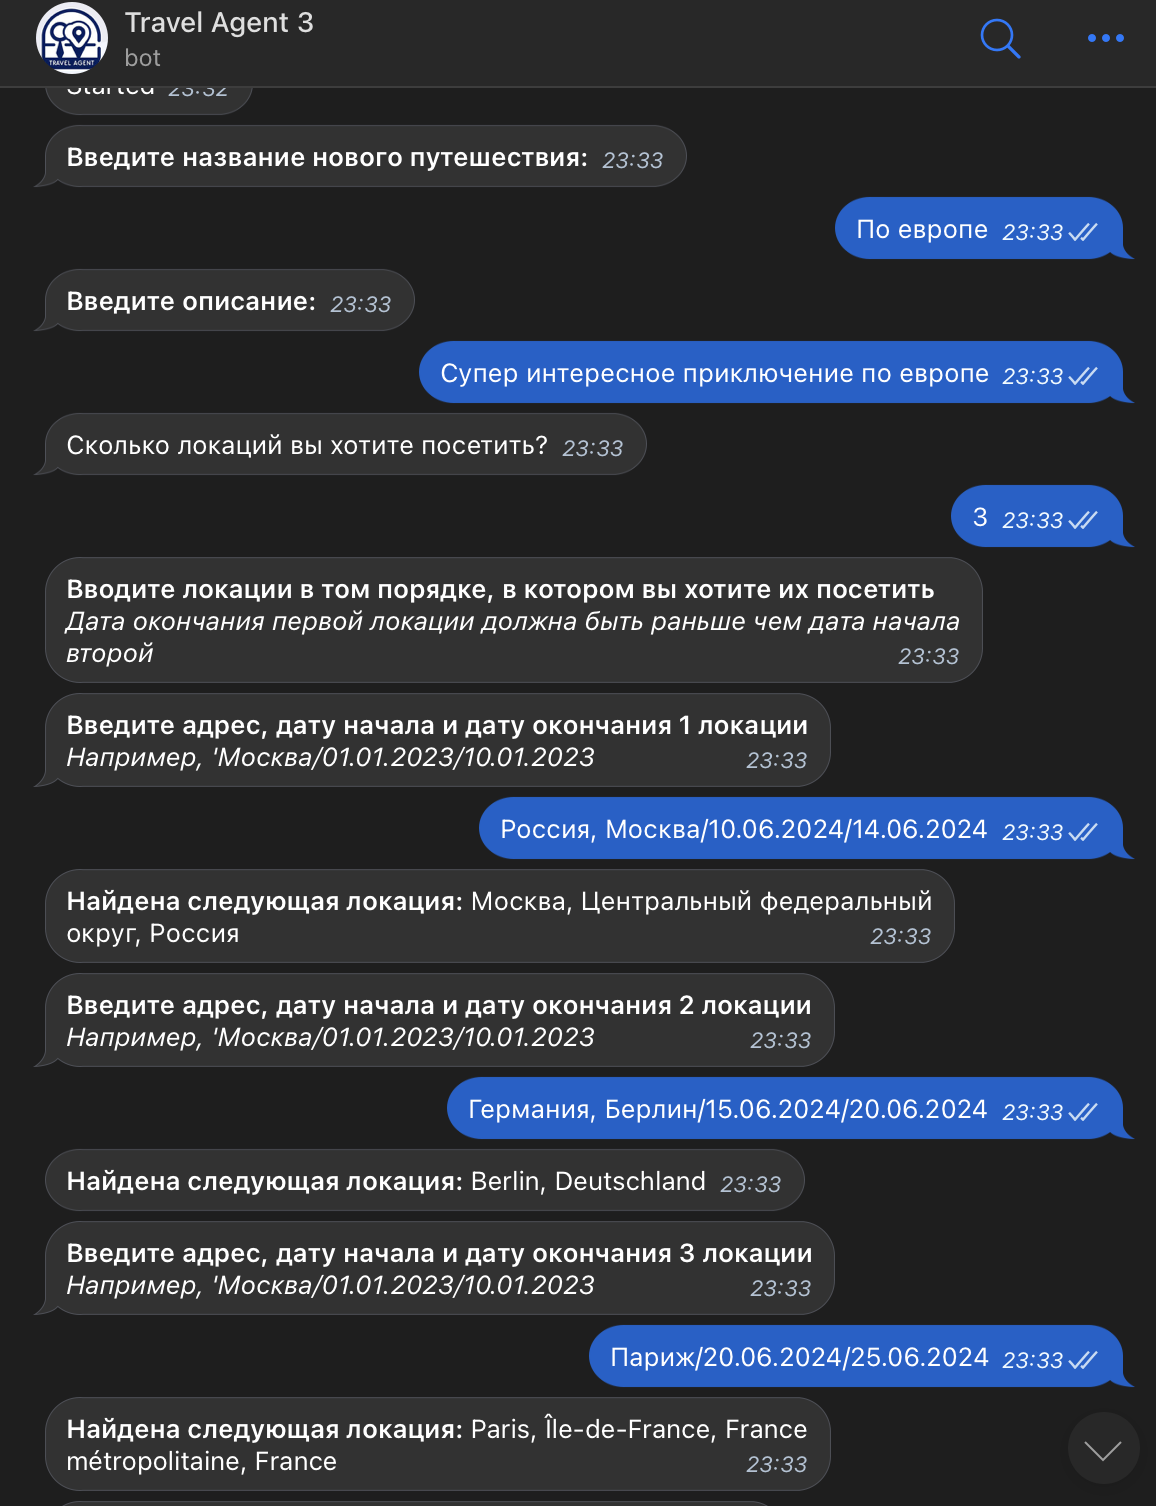 Travel Agent 3
bot
TRAVEL AGENT
Started 23:32
Введите название нового путешествия: 23:33
По европе 23:33
Введите описание: 23:33
Супер интересное приключение по европе 23:33
Сколько локаций вы хотите посетить? 23:33
3 23:33
Вводите локации в том порядке, в котором вы хотите их посетить
Дата окончания первой локации должна быть раньше чем дата начала
второй 23:33
Введите адрес, дату начала и дату окончания 1 локации
Например, 'Москва/01.01.2023/10.01.2023 23:33
Россия, Москва/10.06.2024/14.06.2024 23:33
Найдена следующая локация: Москва, Центральный федеральный
округ, Россия 23:33
Введите адрес, дату начала и дату окончания 2 локации
Например, 'Москва/01.01.2023/10.01.2023 23:33
Германия, Берлин/15.06.2024/20.06.2024 23:33
Найдена следующая локация: Berlin, Deutschland 23:33
Введите адрес, дату начала и дату окончания 3 локации
Например, 'Москва/01.01.2023/10.01.2023 23:33
Париж/20.06.2024/25.06.2024 23:33
Найдена следующая локация: Paris, Île-de-France, France
métropolitaine, France 23:33